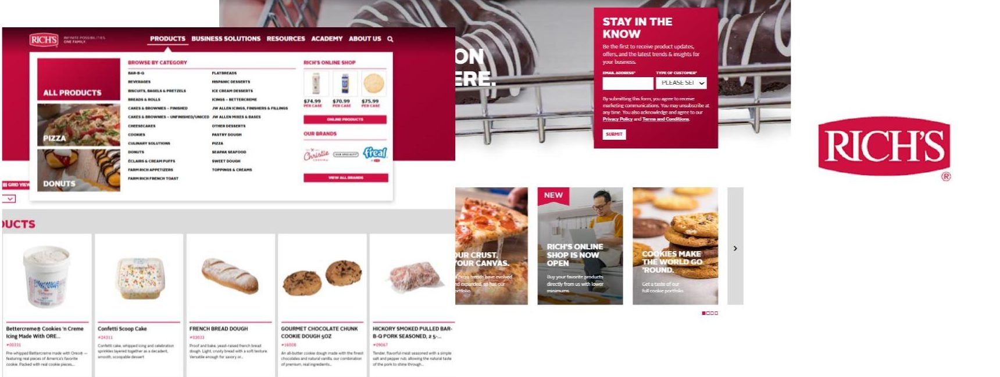 RICH'S
INFINITE POSSIBILITIES.
ONE FAMILY.
PRODUCTS
BUSINESS SOLUTIONS
RESOURCES
ACADEMY
ABOUT US
ALL PRODUCTS
PIZZA
DONUTS
BROWSE BY CATEGORY
BAR-B-Q
BEVERAGES
BISCUITS, BAGELS & PRETZELS
BREADS & ROLLS
CAKES & BROWNIES – FINISHED
CAKES & BROWNIES – UNFINISHED/UNICED
CHEESECAKES
COOKIES
CULINARY SOLUTIONS
DONUTS
ÉCLAIRS & CREAM PUFFS
FARM RICH APPETIZERS
FARM RICH FRENCH TOAST
FLATBREADS
HISPANIC DESSERTS
ICE CREAM DESSERTS
ICINGS – BETTERCREME
JW ALLEN ICINGS, FINISHERS & FILLINGS
JW ALLEN MIXES & BASES
OTHER DESSERTS
PASTRY DOUGH
PIZZA
SEAPAK SEAFOOD
SWEET DOUGH
TOPPINGS & CREAMS
RICH'S ONLINE SHOP
$74.99
PER CASE
$70.99
PER CASE
$75.99
PER CASE
ONLINE PRODUCTS
OUR BRANDS
Christie
OUR SPECIALTY
f'real
VIEW ALL BRANDS
GRID VIEW
DUCTS
Bettercreme® Cookies 'n Creme
Icing Made With ORE...
#00331
Pre-whipped Bettercreme made with Oreo® —
featuring real pieces of America's favorite
cookie. Packed with real cookie pieces...
Confetti Scoop Cake
#24311
Confetti cake, whipped icing and celebration
sprinkles layered together as a decadent,
smooth, scoopable dessert
FRENCH BREAD DOUGH
#03033
Proof and bake, yeast-raised french bread
dough. Light, crusty bread with a soft texture.
Versatile enough for savory or...
GOURMET CHOCOLATE CHUNK
COOKIE DOUGH 5OZ
#16008
An all-butter cookie dough made with the finest
chocolates and natural vanilla, our combination
of premium, real ingredients...
HICKORY SMOKED PULLED BAR-
B-Q PORK SEASONED, 2 5-...
#09067
Tender, flavorful meat seasoned with a simple
salt and pepper rub, allowing the natural taste
of the pork to shine through...
ON
ERE.
STAY IN THE
KNOW
Be the first to receive product updates,
offers, and the latest trends & insights for
your business.
EMAIL ADDRESS*
TYPE OF CUSTOMER*
PLEASE SEL
By submitting this form, you agree to receive
marketing communications. You may unsubscribe at
any time. You also acknowledge and agree to our
Privacy Policy and Terms and Conditions.
SUBMIT
OUR CRUST.
YOUR CANVAS.
pizza trends have evolved
nd expanded, so has our
portfolio.
NEW
RICH'S ONLINE
SHOP IS NOW
OPEN
Buy your favorite products
directly from us with lower
minimums.
COOKIES MAKE
THE WORLD GO
'ROUND.
Get a taste of our
full cookie portfolio.
RICH'S
®